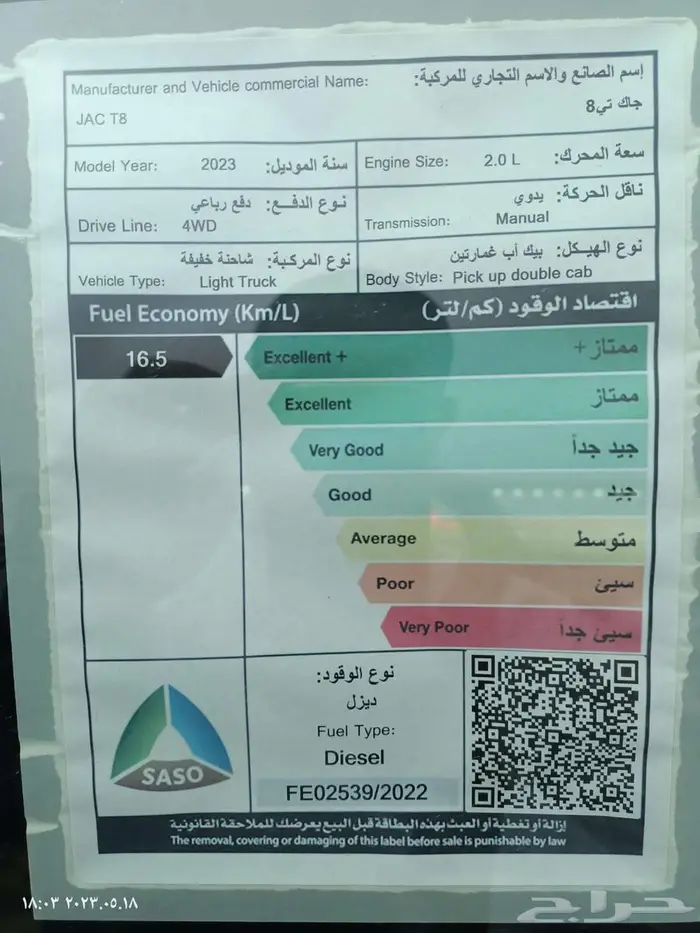 Manufacturer and Vehicle commercial Name: إسم الصانع والاسم التجاري للمركبة:
JAC T8 جاك تي8
Model Year: 2023 سنة الموديل:
Engine Size: 2.0 L سعة المحرك:
نوع الدفـع: دفع رباعي
Drive Line: 4WD
ناقل الحركة: يدوي
Transmission: Manual
نوع المركـبة: شاحنة خفيفة
Vehicle Type: Light Truck
نوع الهيـكل: بيك أب غمارتين
Body Style: Pick up double cab
Fuel Economy (Km/L) اقتصاد الوقود (كم/لتر)
16.5
Excellent + ممتاز +
Excellent ممتاز
Very Good جيد جداً
Good جيد
Average متوسط
Poor سيئ
Very Poor سيئ جداً
SASO
نوع الوقود:
ديزل
Fuel Type:
Diesel
FE02539/2022
إزالة أو تغطية أو العبث بهذه البطاقة قبل البيع يعرضك للملاحقة القانونية
The removal, covering or damaging of this label before sale is punishable by law
١٨:٠٣ ٢٠٢٣.٠٥.١٨
حراج